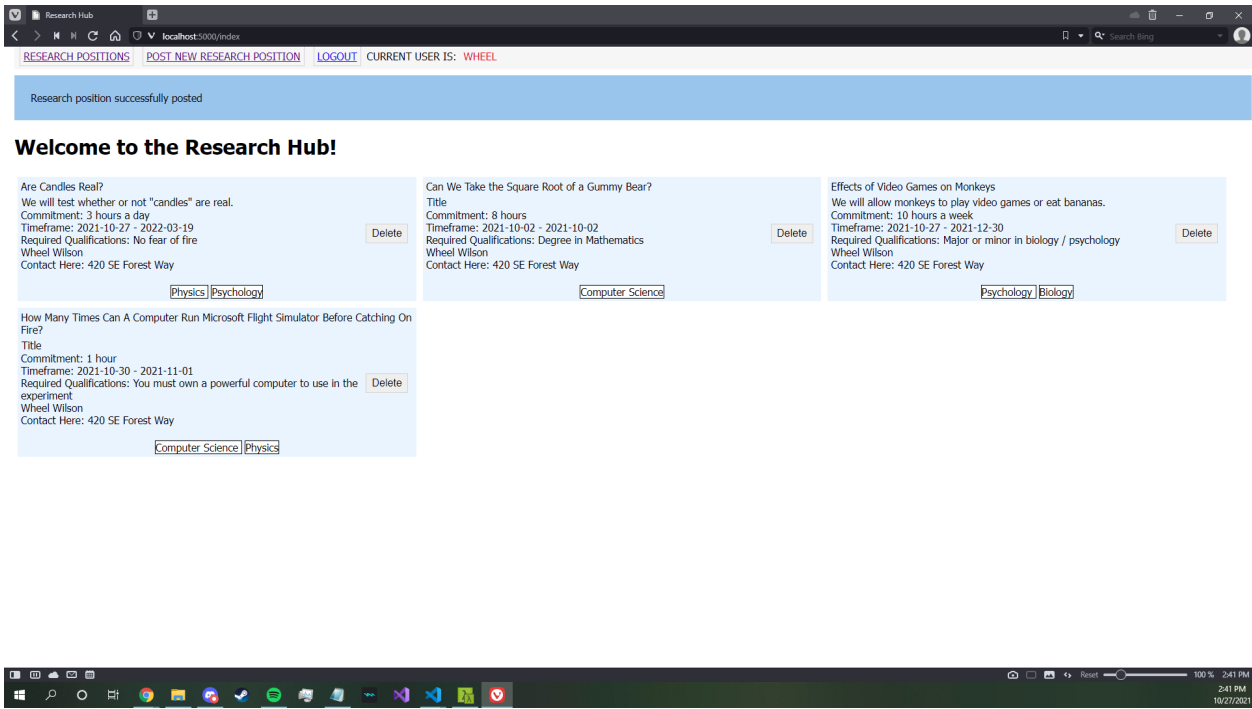 Research Hub
localhost:5000/index
Search Bing
RESEARCH POSITIONS POST NEW RESEARCH POSITION LOGOUT CURRENT USER IS: WHEEL
Research position successfully posted
Welcome to the Research Hub!
Are Candles Real?
We will test whether or not "candles" are real.
Commitment: 3 hours a day
Timeframe: 2021-10-27 - 2022-03-19
Required Qualifications: No fear of fire
Wheel Wilson
Contact Here: 420 SE Forest Way
Delete
Physics Psychology
Can We Take the Square Root of a Gummy Bear?
Title
Commitment: 8 hours
Timeframe: 2021-10-02 - 2021-10-02
Required Qualifications: Degree in Mathematics
Wheel Wilson
Contact Here: 420 SE Forest Way
Delete
Computer Science
Effects of Video Games on Monkeys
We will allow monkeys to play video games or eat bananas.
Commitment: 10 hours a week
Timeframe: 2021-10-27 - 2021-12-30
Required Qualifications: Major or minor in biology / psychology
Wheel Wilson
Contact Here: 420 SE Forest Way
Delete
Psychology Biology
How Many Times Can A Computer Run Microsoft Flight Simulator Before Catching On
Fire?
Title
Commitment: 1 hour
Timeframe: 2021-10-30 - 2021-11-01
Required Qualifications: You must own a powerful computer to use in the
experiment
Wheel Wilson
Contact Here: 420 SE Forest Way
Delete
Computer Science Physics
Reset 100 % 2:41 PM
2:41 PM
10/27/2021